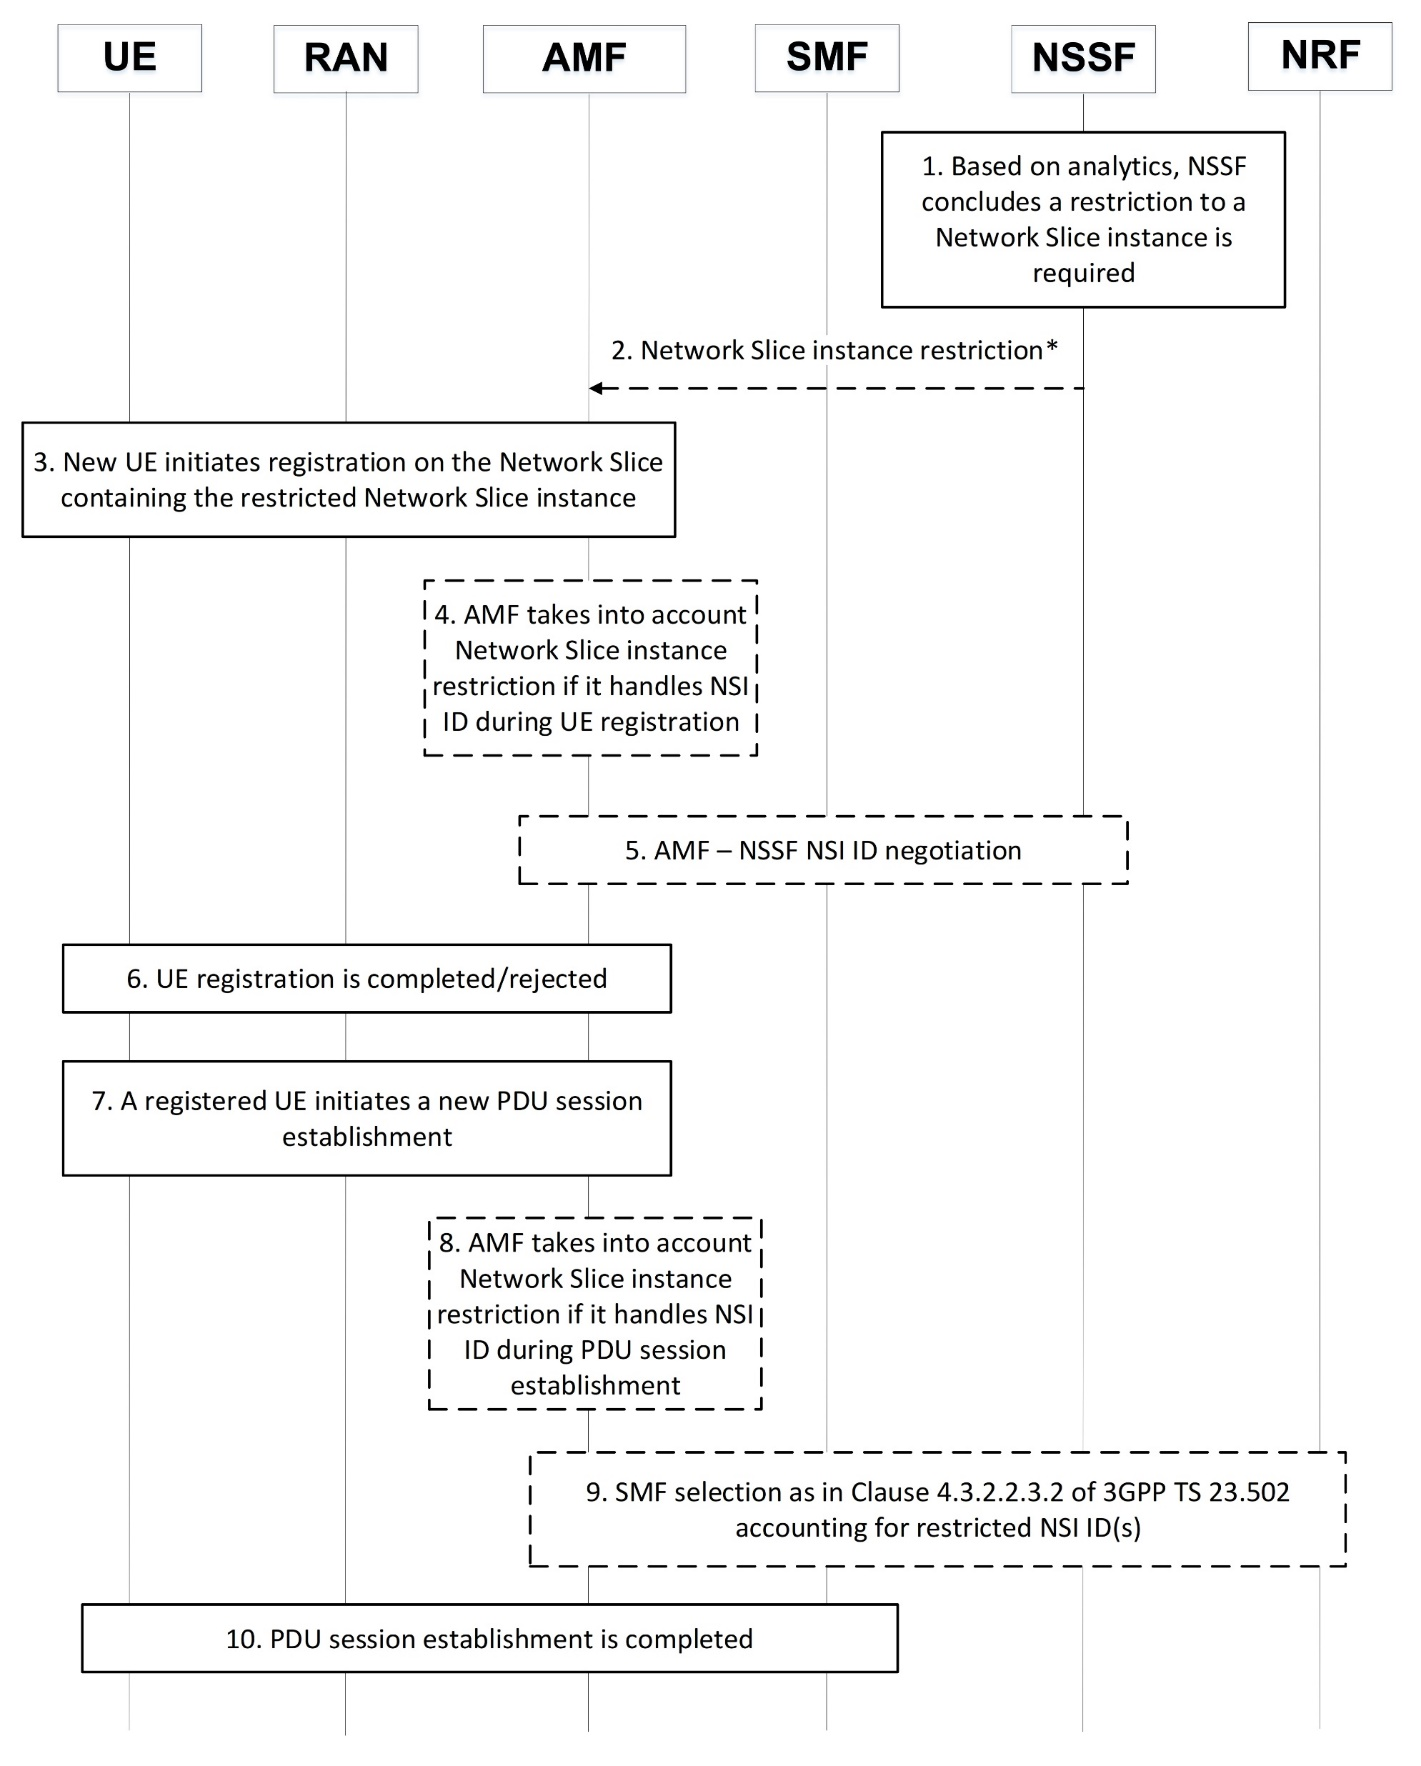 UE
RAN
AMF
SMF
NSSF
NRF
1. Based on analytics, NSSF
concludes a restriction to a
Network Slice instance is
required
2. Network Slice instance restriction*
3. New UE initiates registration on the Network Slice
containing the restricted Network Slice instance
4. AMF takes into account
Network Slice instance
restriction if it handles NSI
ID during UE registration
5. AMF – NSSF NSI ID negotiation
6. UE registration is completed/rejected
7. A registered UE initiates a new PDU session
establishment
8. AMF takes into account
Network Slice instance
restriction if it handles NSI
ID during PDU session
establishment
9. SMF selection as in Clause 4.3.2.2.3.2 of 3GPP TS 23.502
accounting for restricted NSI ID(s)
10. PDU session establishment is completed